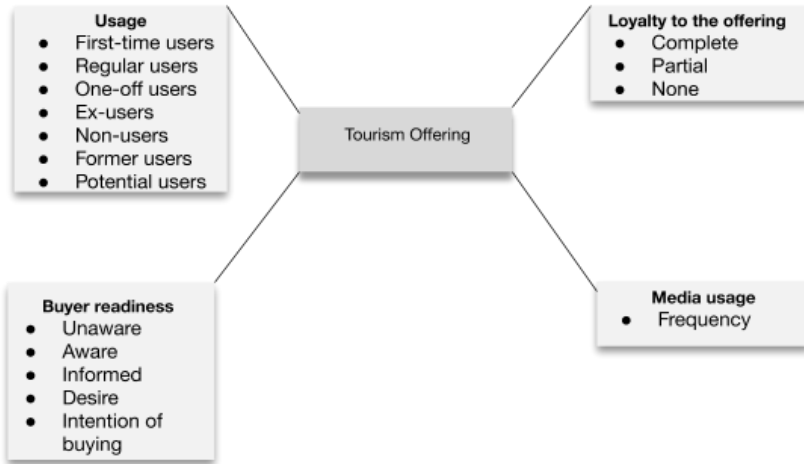 Usage
● First-time users
● Regular users
● One-off users
● Ex-users
● Non-users
● Former users
● Potential users
Loyalty to the offering
● Complete
● Partial
● None
Tourism Offering
Buyer readiness
● Unaware
● Aware
● Informed
● Desire
● Intention of
buying
Media usage
● Frequency